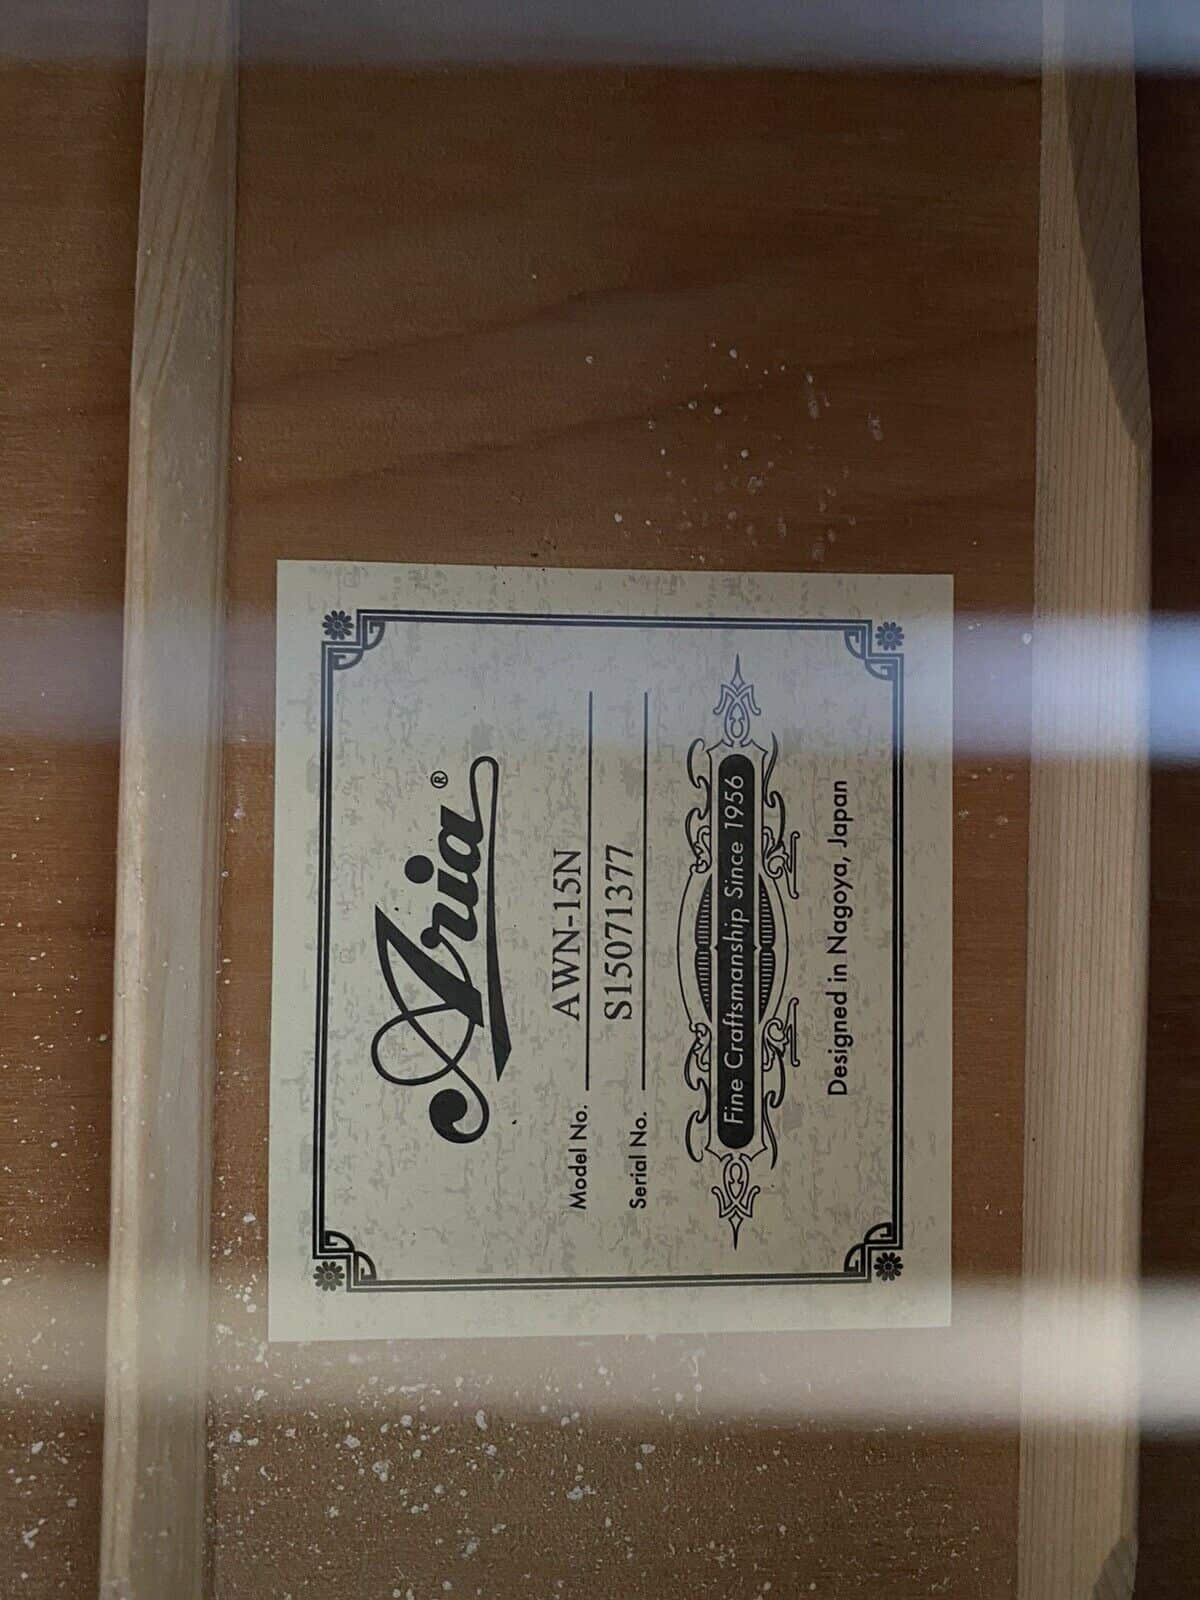 Aria®
Model No. AWN-15N
Serial No. S15071377
Fine Craftsmanship Since 1956
Designed in Nagoya, Japan